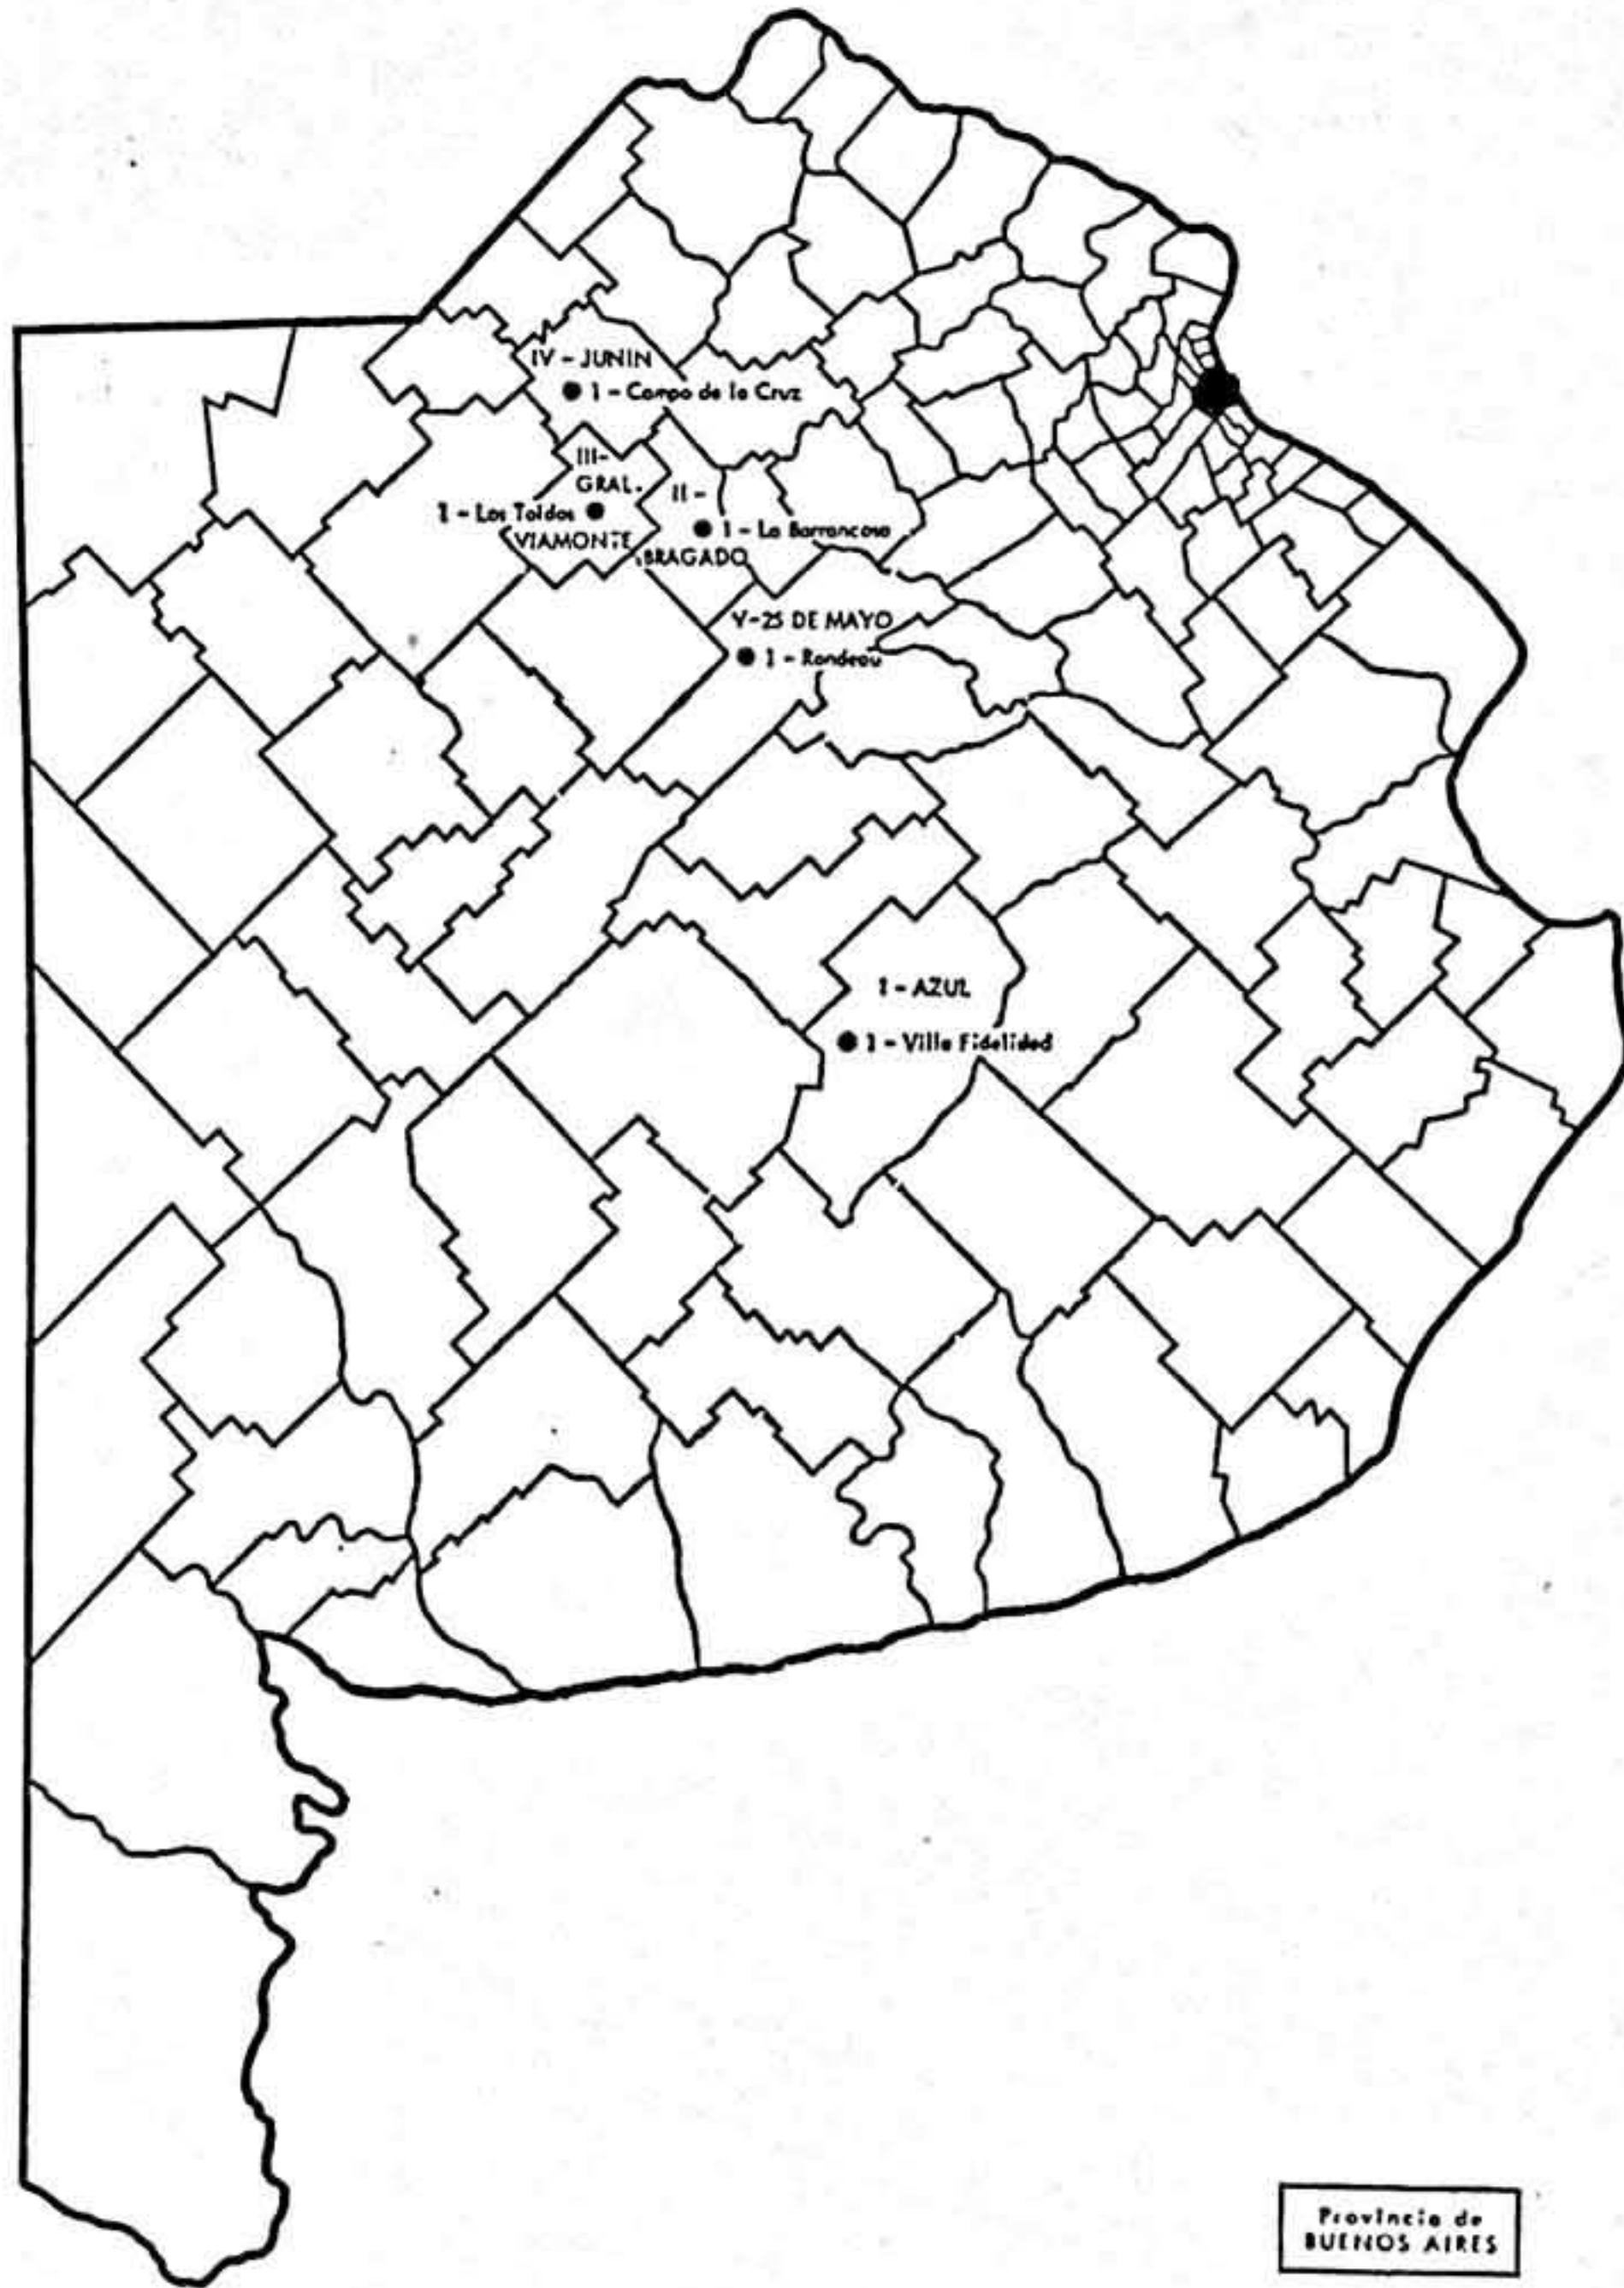 IV - JUNIN
1 - Campo de la Cruz
III-
GRAL.
1 - Los Toldos
VIAMONTE
II -
1 - La Barrancosa
BRAGADO
V-25 DE MAYO
1 - Rondeau
I - AZUL
1 - Villa Fidelidad
Provincia de
BUENOS AIRES